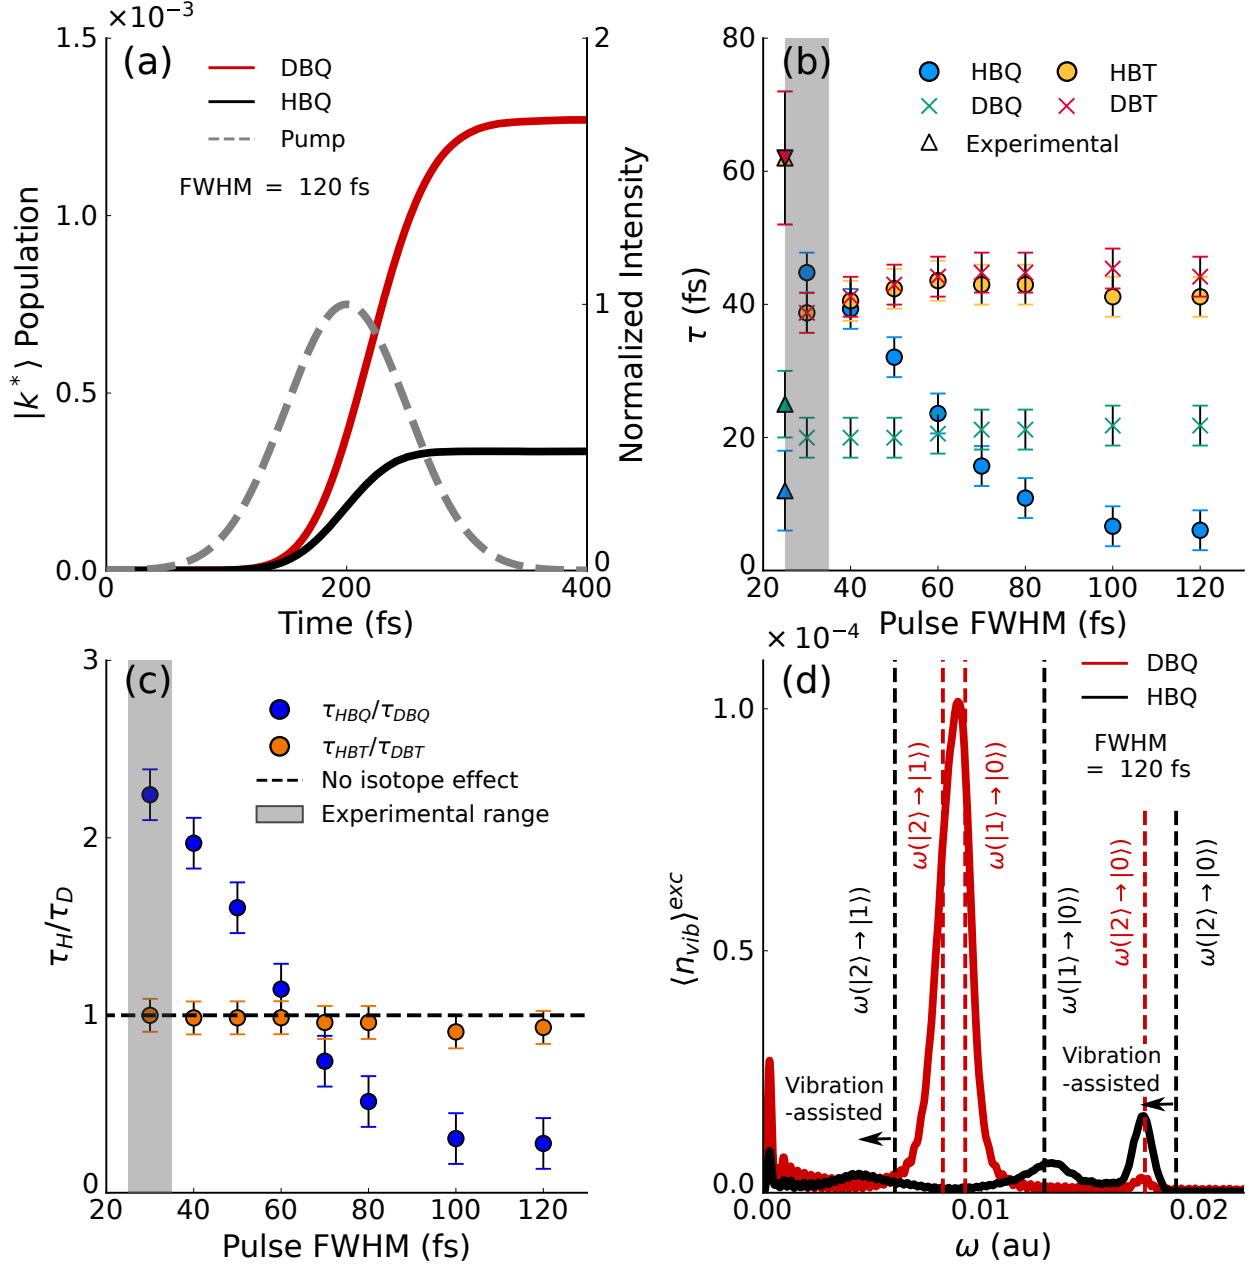 ×10⁻³
(a)
DBQ
HBQ
Pump
FWHM = 120 fs
1.5
1.0
0.5
0.0
|k*⟩ Population
2
1
0
Normalized Intensity
0
200
400
Time (fs)
(b)
HBQ
HBT
DBQ
DBT
Experimental
80
60
40
20
0
τ (fs)
20
40
60
80
100
120
Pulse FWHM (fs)
(c)
τHBQ/τDBQ
τHBT/τDBT
No isotope effect
Experimental range
3
2
1
0
τH/τD
20
40
60
80
100
120
Pulse FWHM (fs)
× 10⁻⁴
(d)
DBQ
HBQ
FWHM
= 120 fs
1.0
0.5
0.0
⟨nvib⟩exc
ω(|2⟩→|1⟩)
ω(|2⟩→|1⟩)
ω(|1⟩→|0⟩)
ω(|1⟩→|0⟩)
ω(|2⟩→|0⟩)
ω(|2⟩→|0⟩)
Vibration
-assisted
Vibration
-assisted
0.00
0.01
0.02
ω (au)